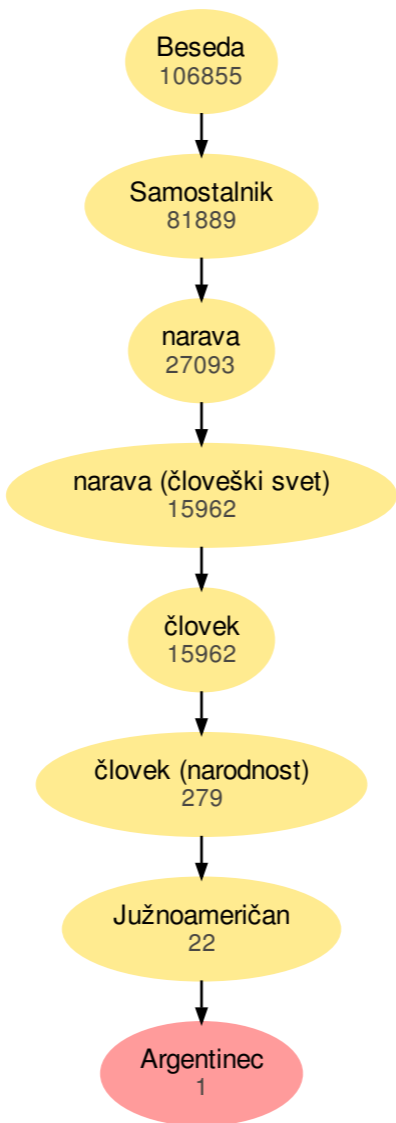 Beseda
106855
Samostalnik
81889
narava
27093
narava (človeški svet)
15962
človek
15962
človek (narodnost)
279
Južnoameričan
22
Argentinec
1